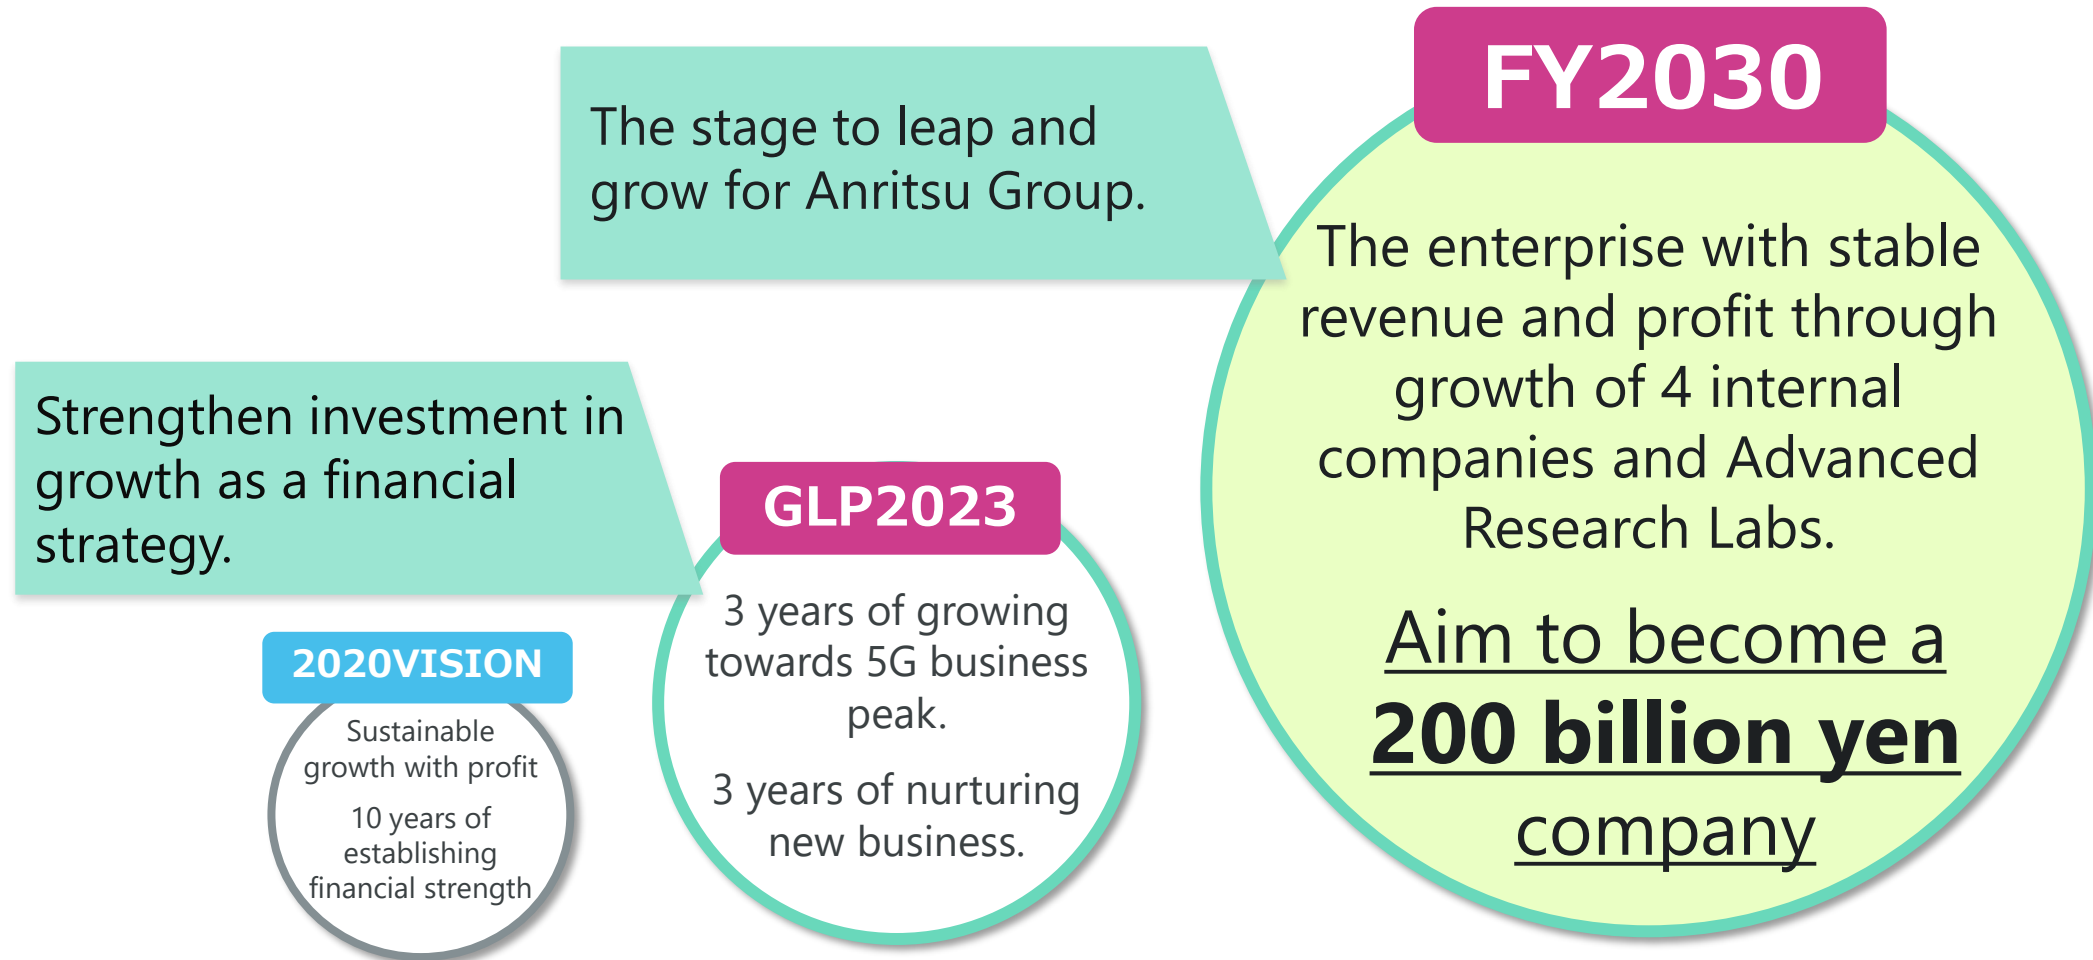 The stage to leap and
grow for Anritsu Group.
FY2030
The enterprise with stable
revenue and profit through
growth of 4 internal
companies and Advanced
Research Labs.
Aim to become a
200 billion yen
company
Strengthen investment in
growth as a financial
strategy.
GLP2023
3 years of growing
towards 5G business
peak.
3 years of nurturing
new business.
2020VISION
Sustainable
growth with profit
10 years of
establishing
financial strength